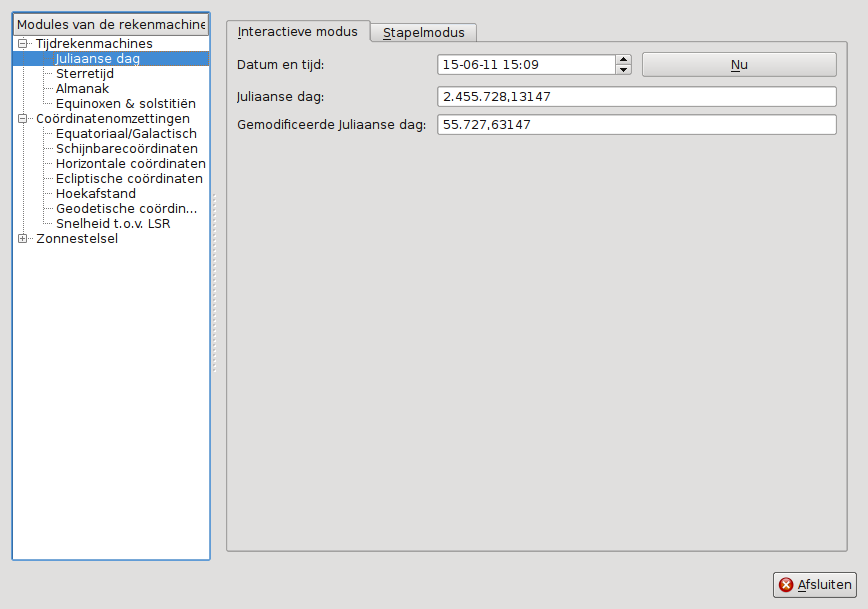 Modules van de rekenmachine
Tijdrekenmachines
Juliaanse dag
Sterretijd
Almanak
Equinoxen & solstitiën
Coördinatenomzettingen
Equatoriaal/Galactisch
Schijnbarecoördinaten
Horizontale coördinaten
Ecliptische coördinaten
Hoekafstand
Geodetische coördin...
Snelheid t.o.v. LSR
Zonnestelsel
Interactieve modus Stapelmodus
Datum en tijd: 15-06-11 15:09 Nu
Juliaanse dag: 2.455.728,13147
Gemodificeerde Juliaanse dag: 55.727,63147
Afsluiten